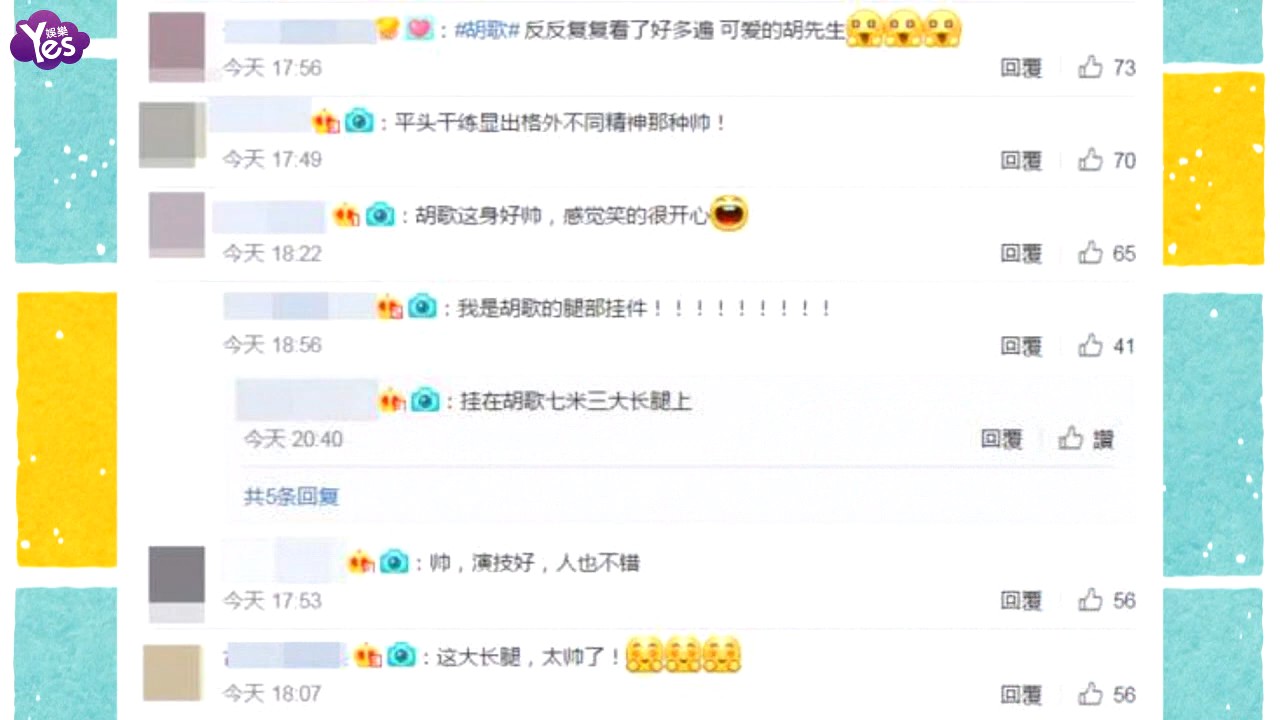 Yes 娛樂
：#胡歌# 反反复复看了好多遍 可爱的胡先生
今天 17:56 回覆 73
：平头干练显出格外不同精神那种帅！
今天 17:49 回覆 70
：胡歌这身好帅，感觉笑的很开心
今天 18:22 回覆 65
：我是胡歌的腿部挂件！！！！！！！！！
今天 18:56 回覆 41
：挂在胡歌七米三大长腿上
今天 20:40 回覆 讚
共5条回复
：帅，演技好，人也不错
今天 17:53 回覆 56
：这大长腿，太帅了！
今天 18:07 回覆 56